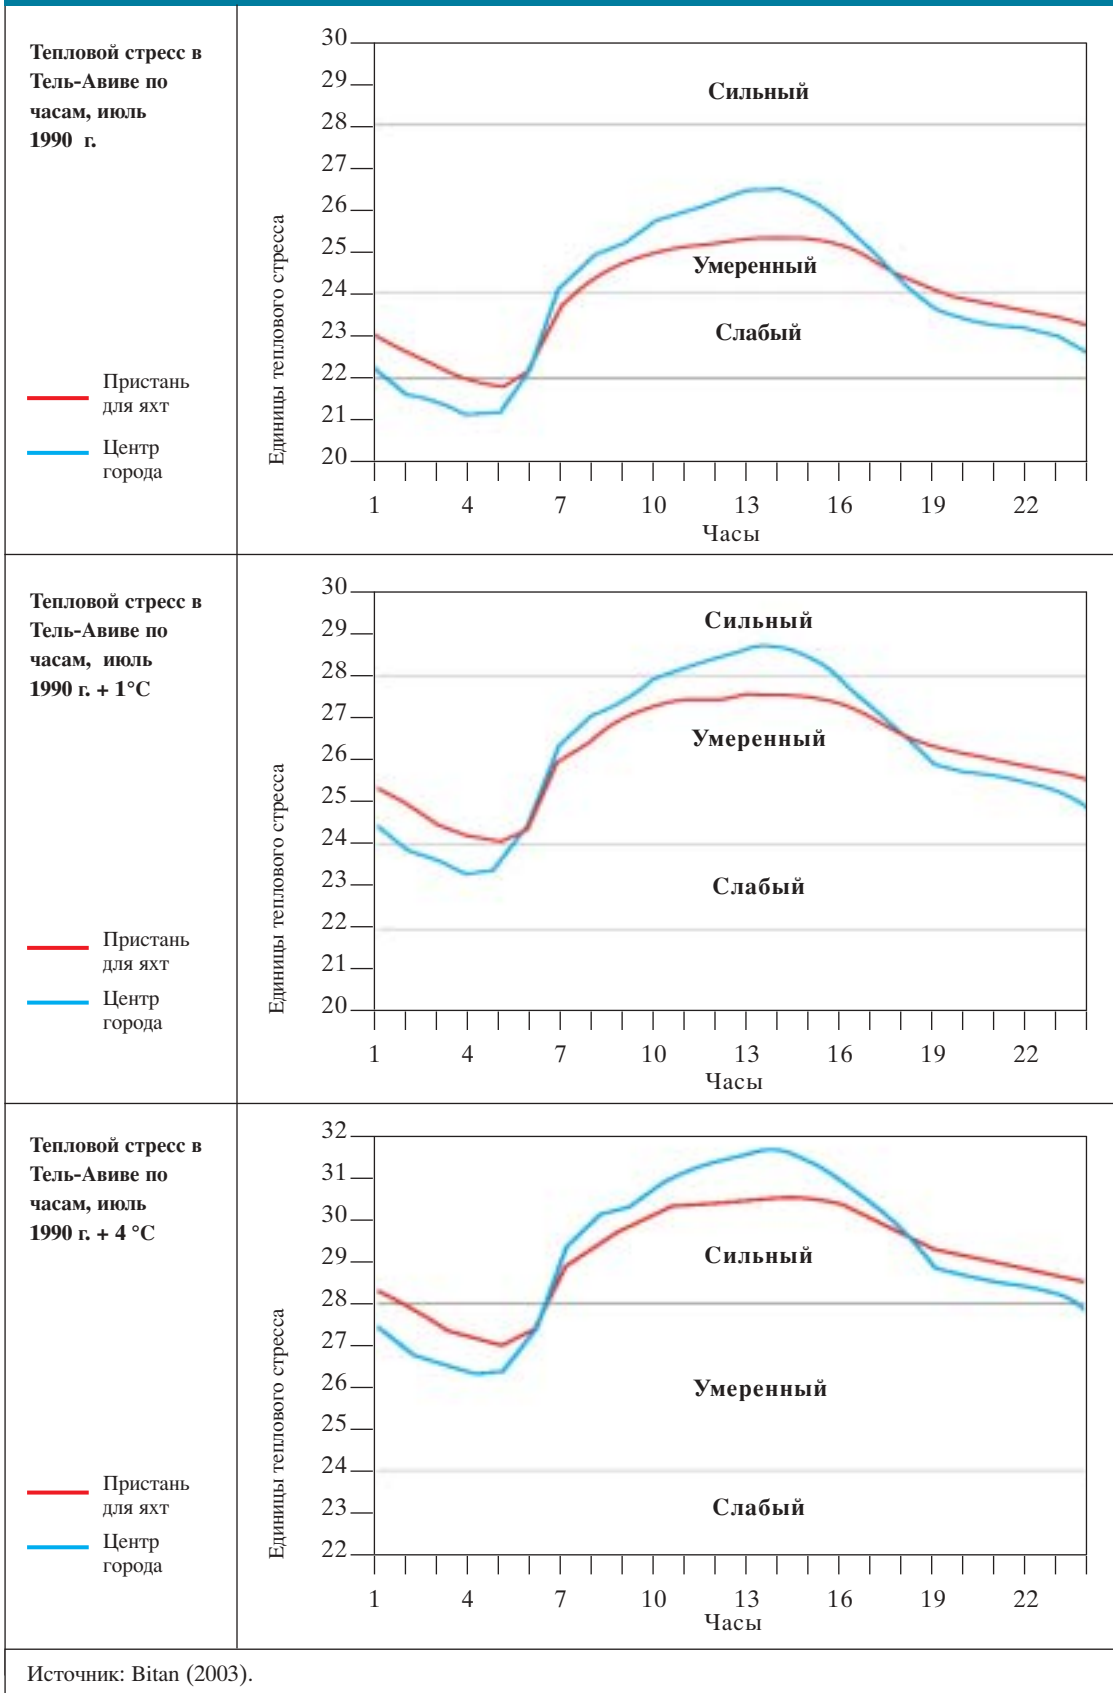 Тепловой стресс в
Тель-Авиве по
часам, июль
1990 г.
Пристань
для яхт
Центр
города
Единицы теплового стресса
30
29
28
27
26
25
24
23
22
21
20
Сильный
Умеренный
Слабый
1 4 7 10 13 16 19 22
Часы
Тепловой стресс в
Тель-Авиве по
часам, июль
1990 г. + 1°C
Пристань
для яхт
Центр
города
Единицы теплового стресса
30
29
28
27
26
25
24
23
22
21
20
Сильный
Умеренный
Слабый
1 4 7 10 13 16 19 22
Часы
Тепловой стресс в
Тель-Авиве по
часам, июль
1990 г. + 4 °C
Пристань
для яхт
Центр
города
Единицы теплового стресса
32
31
30
29
28
27
26
25
24
23
22
Сильный
Умеренный
Слабый
1 4 7 10 13 16 19 22
Часы
Источник: Bitan (2003).